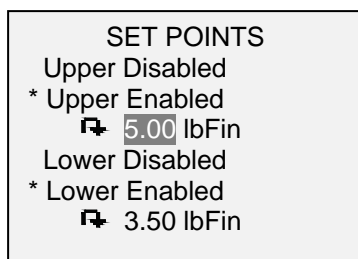 SET POINTS
Upper Disabled
* Upper Enabled
5.00 lbFin
Lower Disabled
* Lower Enabled
3.50 lbFin